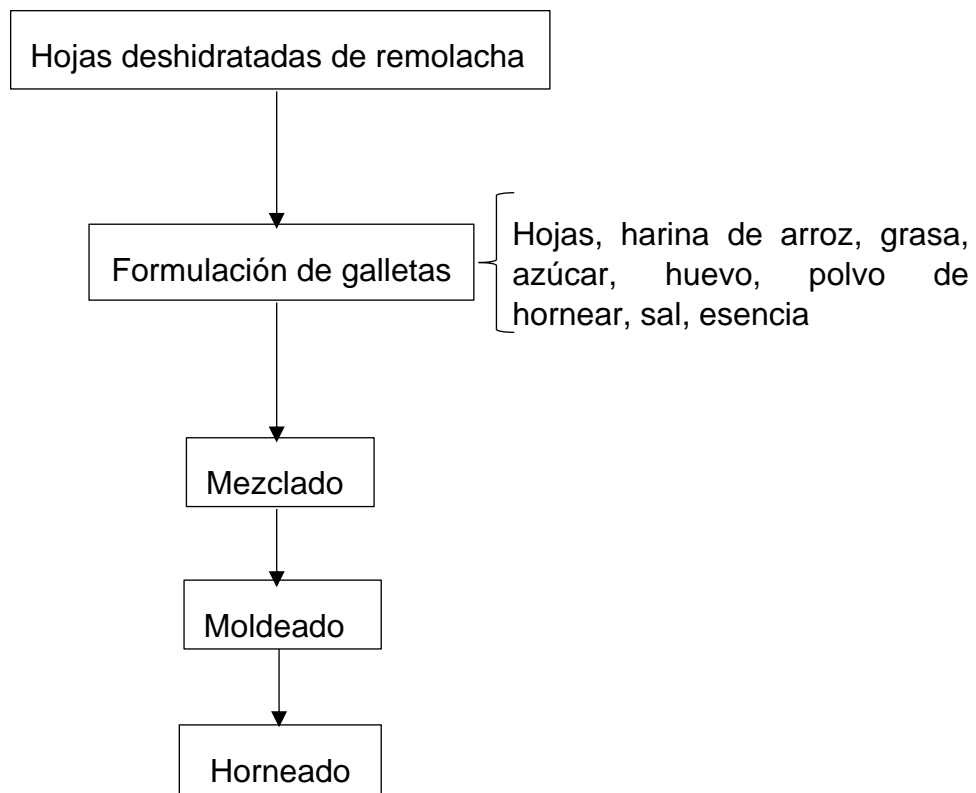 Hojas deshidratadas de remolacha
Hojas, harina de arroz, grasa,
Formulación de galletas
azúcar, huevo, polvo de
hornear, sal, esencia
Mezclado
Moldeado
Horneado